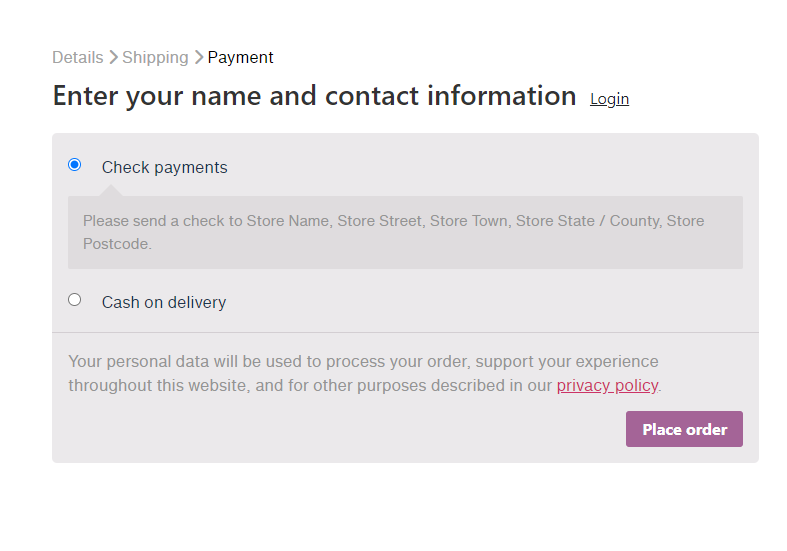 Details > Shipping > Payment
Enter your name and contact information Login
Check payments
Please send a check to Store Name, Store Street, Store Town, Store State / County, Store
Postcode.
Cash on delivery
Your personal data will be used to process your order, support your experience
throughout this website, and for other purposes described in our privacy policy.
Place order